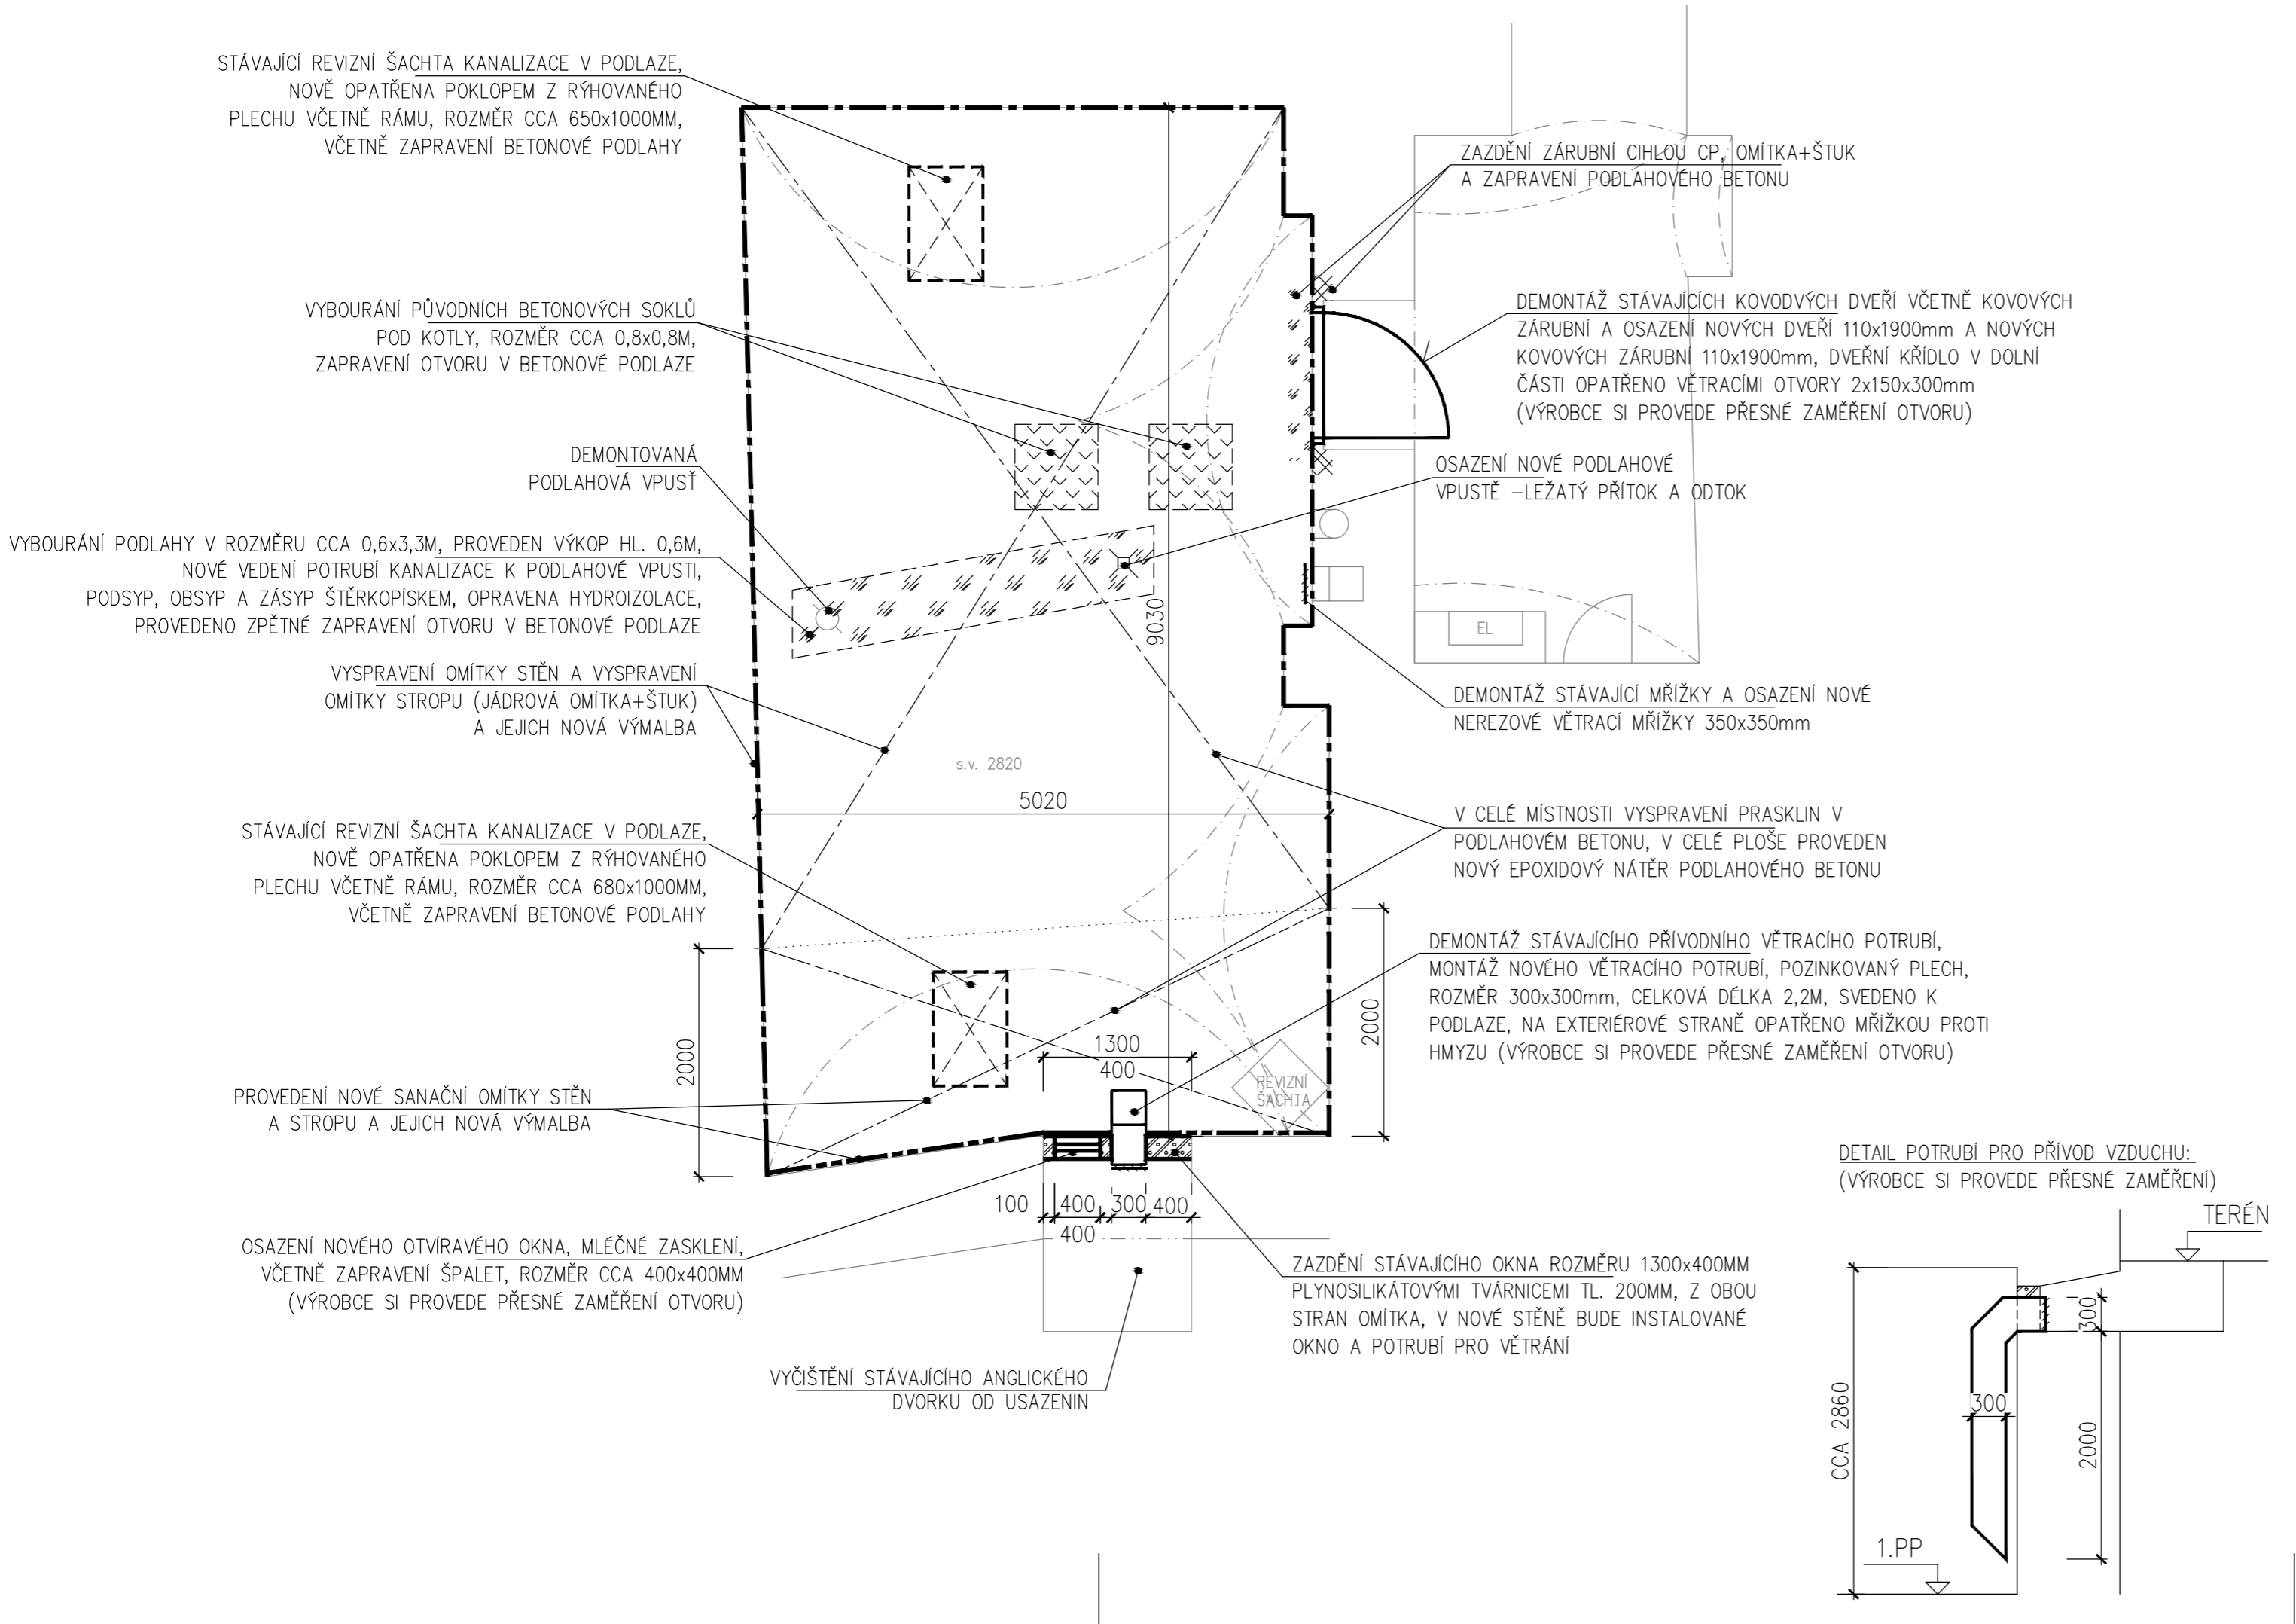 STÁVAJÍCÍ REVIZNÍ ŠACHTA KANALIZACE V PODLAZE,
NOVĚ OPATŘENA POKLOPEM Z RÝHOVANÉHO
PLECHU VČETNĚ RÁMU, ROZMĚR CCA 650x1000MM,
VČETNĚ ZAPRAVENÍ BETONOVÉ PODLAHY
ZAZDĚNÍ ZÁRUBNÍ CIHLOU CP, OMÍTKA+ŠTUK
A ZAPRAVENÍ PODLAHOVÉHO BETONU
VYBOURÁNÍ PŮVODNÍCH BETONOVÝCH SOKLŮ
POD KOTLY, ROZMĚR CCA 0,8x0,8M,
ZAPRAVENÍ OTVORU V BETONOVÉ PODLAZE
DEMONTÁŽ STÁVAJÍCÍCH KOVODVÝCH DVEŘÍ VČETNĚ KOVOVÝCH
ZÁRUBNÍ A OSAZENÍ NOVÝCH DVEŘÍ 110x1900mm A NOVÝCH
KOVOVÝCH ZÁRUBNÍ 110x1900mm, DVEŘNÍ KŘÍDLO V DOLNÍ
ČÁSTI OPATŘENO VĚTRACÍMI OTVORY 2x150x300mm
(VÝROBCE SI PROVEDE PŘESNÉ ZAMĚŘENÍ OTVORU)
DEMONTOVANÁ
PODLAHOVÁ VPUSŤ
OSAZENÍ NOVÉ PODLAHOVÉ
VPUSTĚ –LEŽATÝ PŘÍTOK A ODTOK
VYBOURÁNÍ PODLAHY V ROZMĚRU CCA 0,6x3,3M, PROVEDEN VÝKOP HL. 0,6M,
NOVÉ VEDENÍ POTRUBÍ KANALIZACE K PODLAHOVÉ VPUSTI,
PODSYP, OBSYP A ZÁSYP ŠTĚRKOPÍSKEM, OPRAVENA HYDROIZOLACE,
PROVEDENO ZPĚTNÉ ZAPRAVENÍ OTVORU V BETONOVÉ PODLAZE
9030
EL
VYSPRAVENÍ OMÍTKY STĚN A VYSPRAVENÍ
OMÍTKY STROPU (JÁDROVÁ OMÍTKA+ŠTUK)
A JEJICH NOVÁ VÝMALBA
DEMONTÁŽ STÁVAJÍCÍ MŘÍŽKY A OSAZENÍ NOVÉ
NEREZOVÉ VĚTRACÍ MŘÍŽKY 350x350mm
s.v. 2820
5020
V CELÉ MÍSTNOSTI VYSPRAVENÍ PRASKLIN V
PODLAHOVÉM BETONU, V CELÉ PLOŠE PROVEDEN
NOVÝ EPOXIDOVÝ NÁTĚR PODLAHOVÉHO BETONU
STÁVAJÍCÍ REVIZNÍ ŠACHTA KANALIZACE V PODLAZE,
NOVĚ OPATŘENA POKLOPEM Z RÝHOVANÉHO
PLECHU VČETNĚ RÁMU, ROZMĚR CCA 680x1000MM,
VČETNĚ ZAPRAVENÍ BETONOVÉ PODLAHY
DEMONTÁŽ STÁVAJÍCÍHO PŘÍVODNÍHO VĚTRACÍHO POTRUBÍ,
MONTÁŽ NOVÉHO VĚTRACÍHO POTRUBÍ, POZINKOVANÝ PLECH,
ROZMĚR 300x300mm, CELKOVÁ DÉLKA 2,2M, SVEDENO K
PODLAZE, NA EXTERIÉROVÉ STRANĚ OPATŘENO MŘÍŽKOU PROTI
HMYZU (VÝROBCE SI PROVEDE PŘESNÉ ZAMĚŘENÍ OTVORU)
2000
2000
1300
400
REVIZNÍ
ŠACHTA
PROVEDENÍ NOVÉ SANAČNÍ OMÍTKY STĚN
A STROPU A JEJICH NOVÁ VÝMALBA
100 400 300 400
400
OSAZENÍ NOVÉHO OTVÍRAVÉHO OKNA, MLÉČNÉ ZASKLENÍ,
VČETNĚ ZAPRAVENÍ ŠPALET, ROZMĚR CCA 400x400MM
(VÝROBCE SI PROVEDE PŘESNÉ ZAMĚŘENÍ OTVORU)
ZAZDĚNÍ STÁVAJÍCÍHO OKNA ROZMĚRU 1300x400MM
PLYNOSILIKÁTOVÝMI TVÁRNICEMI TL. 200MM, Z OBOU
STRAN OMÍTKA, V NOVÉ STĚNĚ BUDE INSTALOVANÉ
OKNO A POTRUBÍ PRO VĚTRÁNÍ
VYČIŠTĚNÍ STÁVAJÍCÍHO ANGLICKÉHO
DVORKU OD USAZENIN
DETAIL POTRUBÍ PRO PŘÍVOD VZDUCHU:
(VÝROBCE SI PROVEDE PŘESNÉ ZAMĚŘENÍ)
TERÉN
300
300
CCA 2860
2000
1.PP